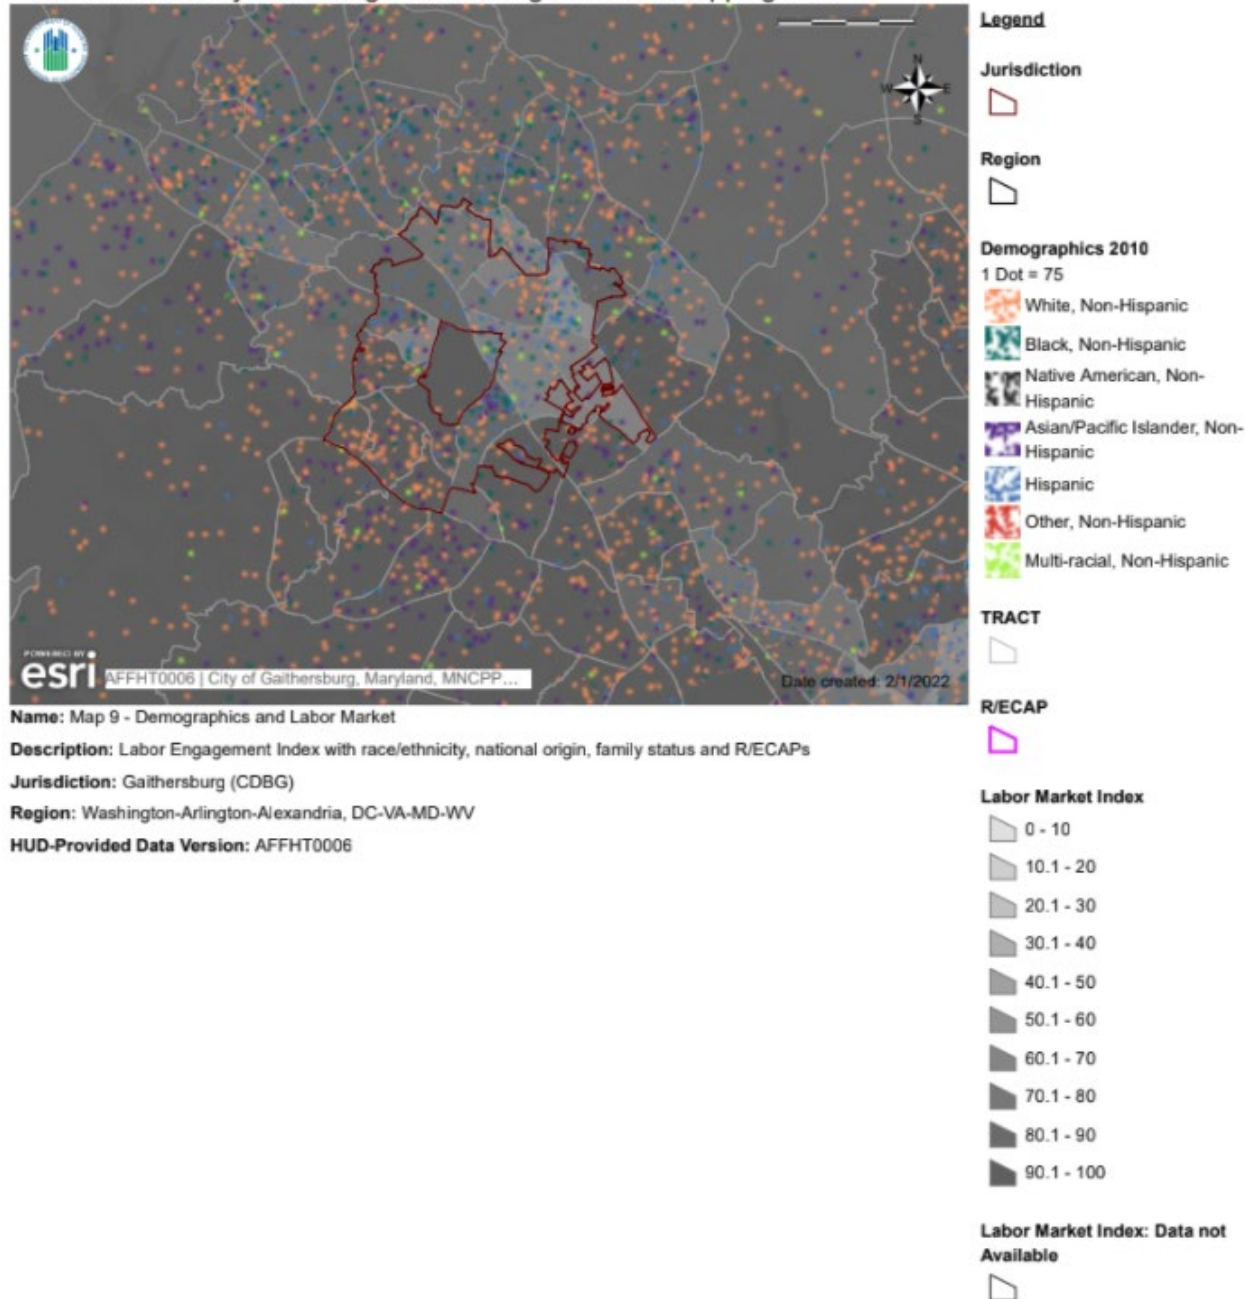 N
W
E
S
POWERED BY
esri
AFFHT0006 | City of Gaithersburg, Maryland, MNCPP...
Date created: 2/1/2022
Name: Map 9 - Demographics and Labor Market
Description: Labor Engagement Index with race/ethnicity, national origin, family status and R/ECAPs
Jurisdiction: Gaithersburg (CDBG)
Region: Washington-Arlington-Alexandria, DC-VA-MD-WV
HUD-Provided Data Version: AFFHT0006
Legend
Jurisdiction
Region
Demographics 2010
1 Dot = 75
White, Non-Hispanic
Black, Non-Hispanic
Native American, Non-
Hispanic
Asian/Pacific Islander, Non-
Hispanic
Hispanic
Other, Non-Hispanic
Multi-racial, Non-Hispanic
TRACT
R/ECAP
Labor Market Index
0 - 10
10.1 - 20
20.1 - 30
30.1 - 40
40.1 - 50
50.1 - 60
60.1 - 70
70.1 - 80
80.1 - 90
90.1 - 100
Labor Market Index: Data not
Available